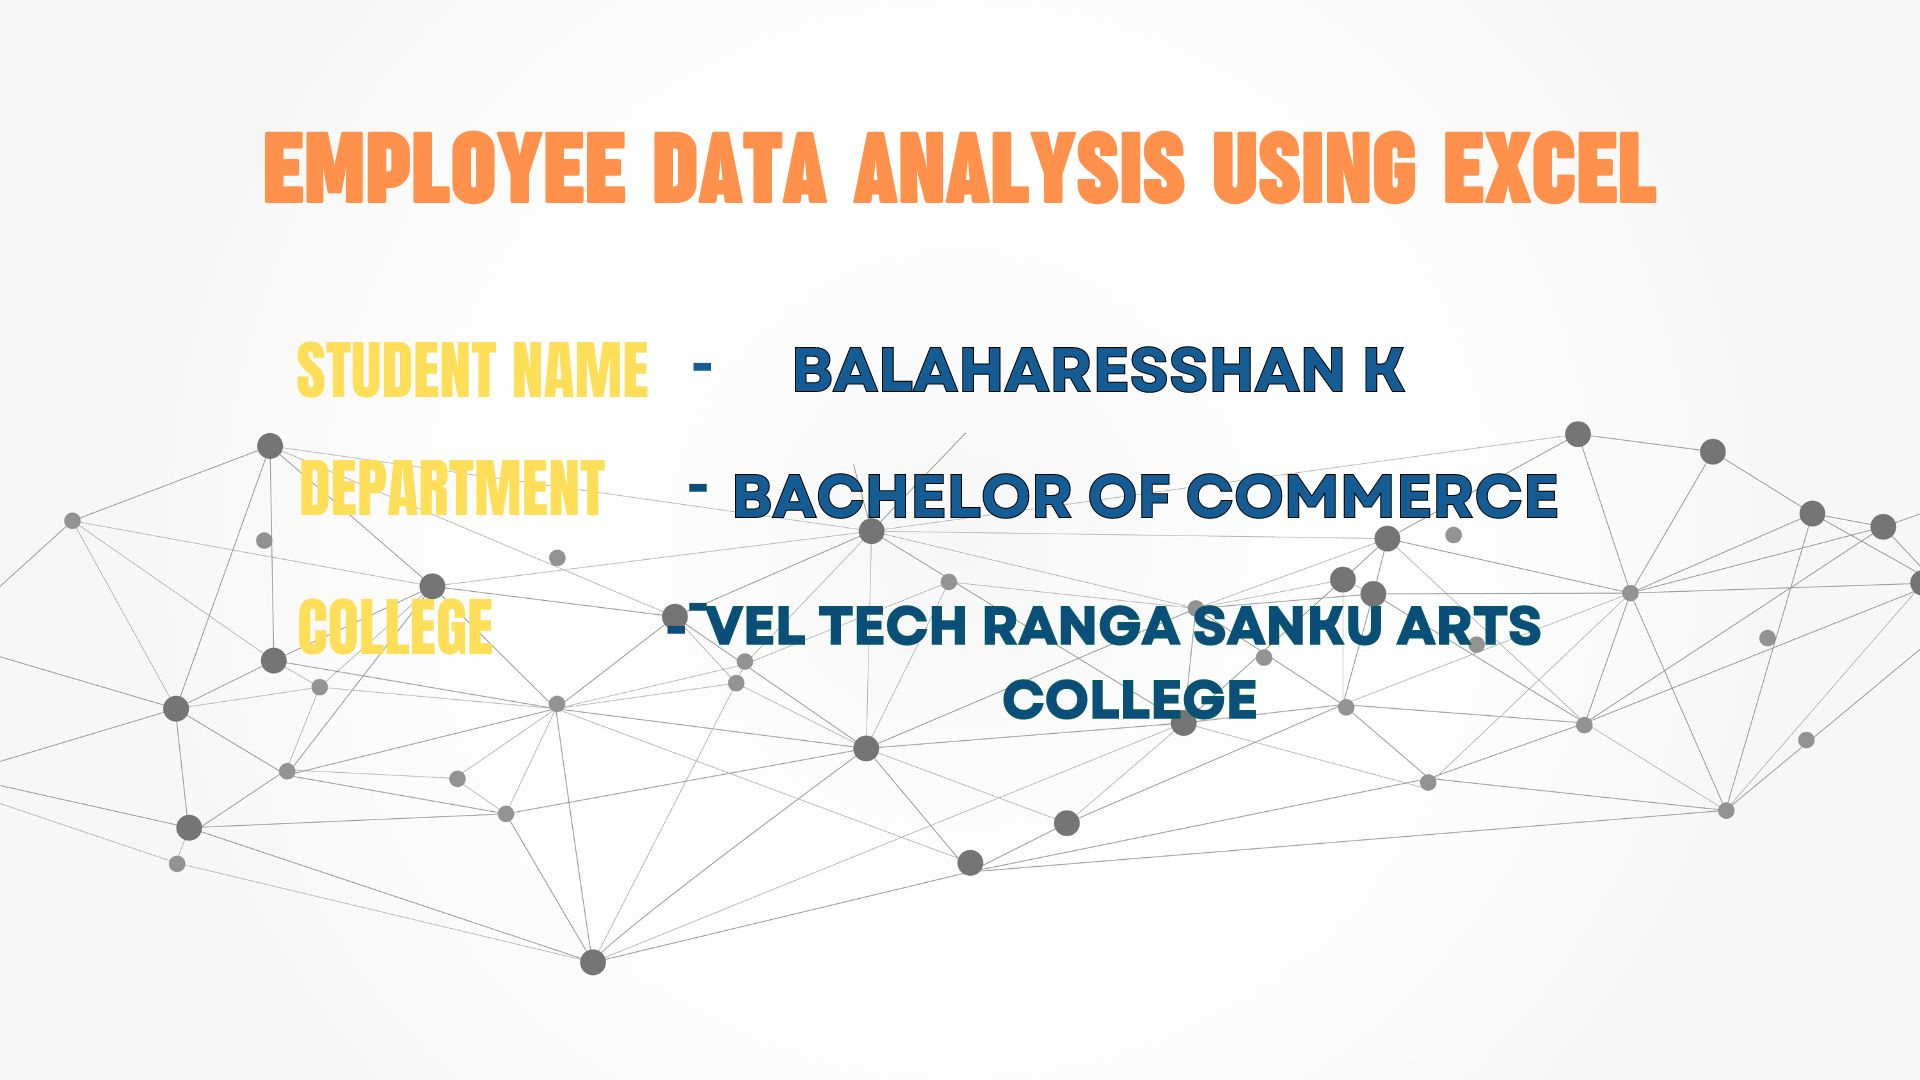 EMPLOYEE DATA ANALYSIS USING EXCEL
STUDENT NAME - BALAHARESSHAN K
DEPARTMENT - BACHELOR OF COMMERCE
COLLEGE - - VEL TECH RANGA SANKU ARTS
COLLEGE